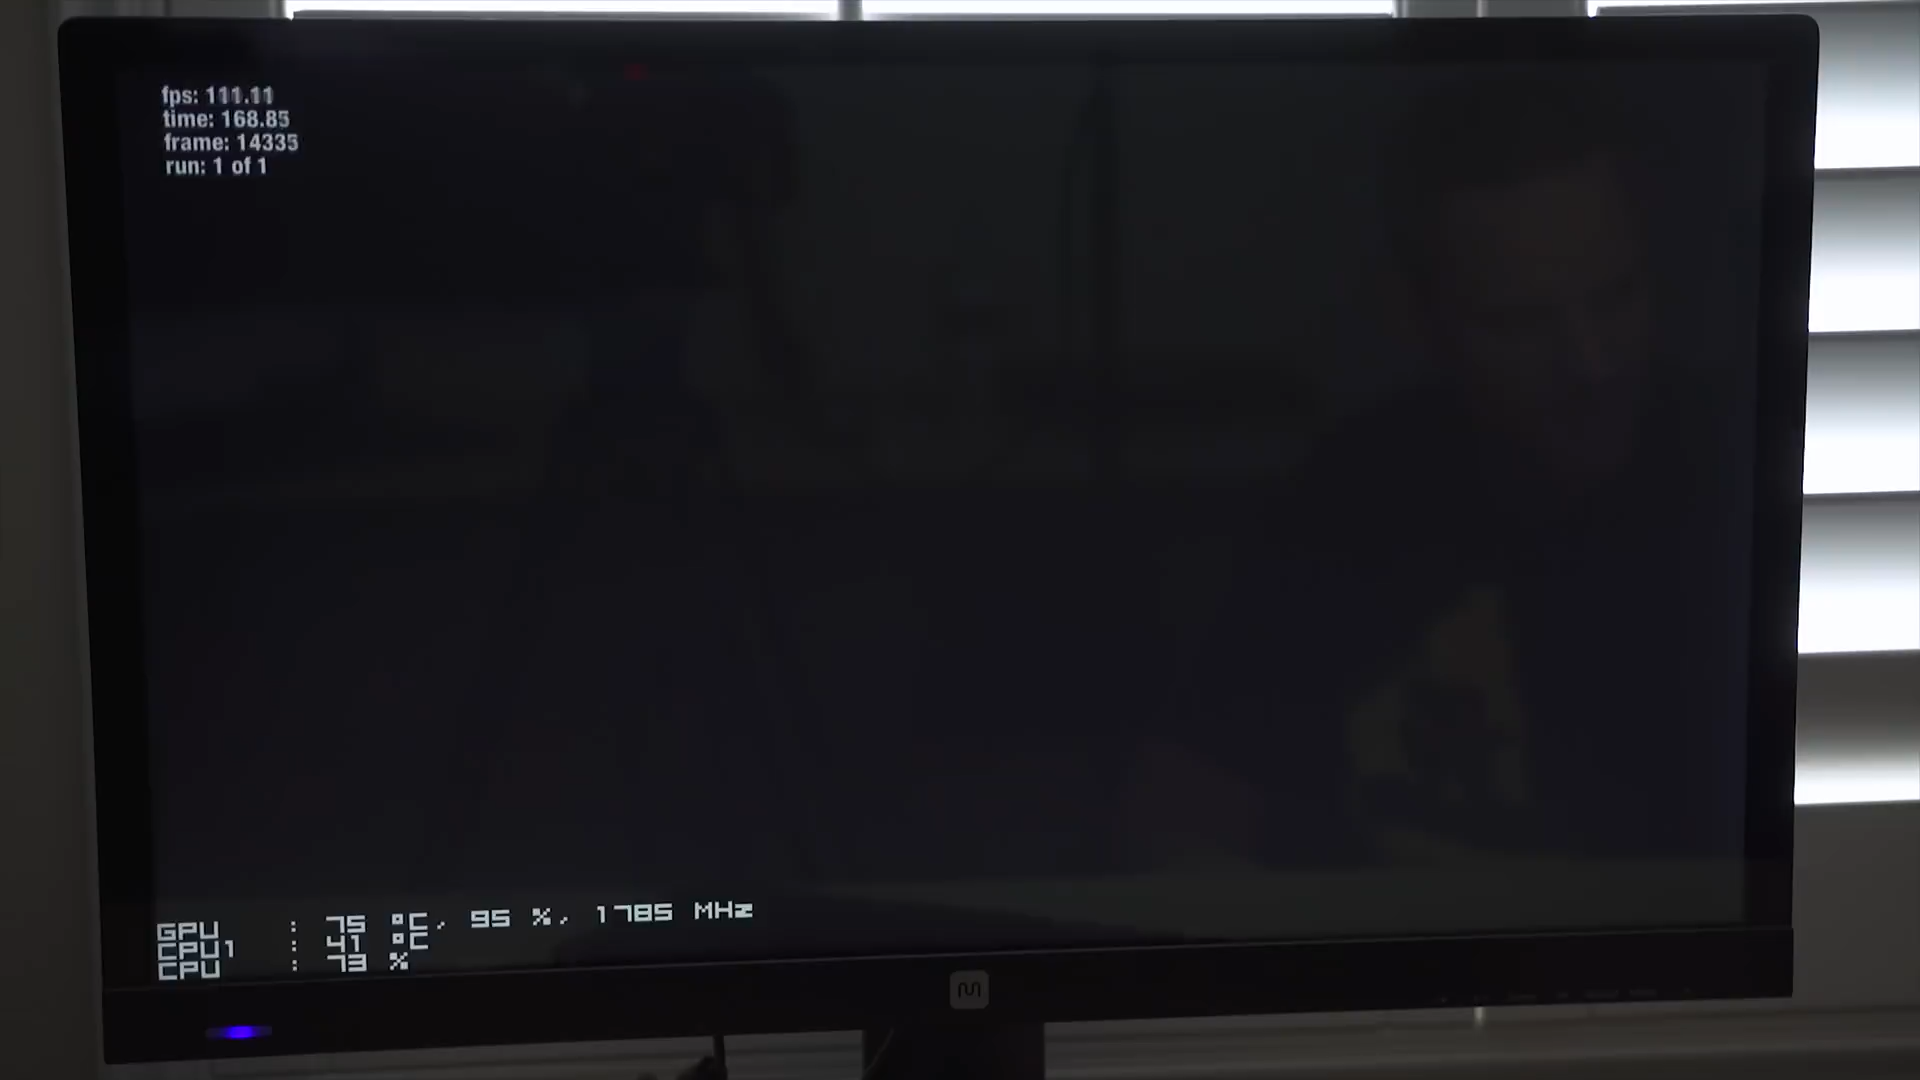 fps: 111.11
time: 168.85
frame: 14335
run: 1 of 1
GPU : 75 °C, 95 %, 1785 MHz
CPU1 : 41 °C
CPU : 73 %